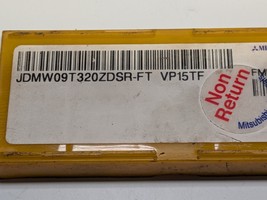 JDMW09T320ZDSR-FT VP15TF
Non
Return
Mitsubishi